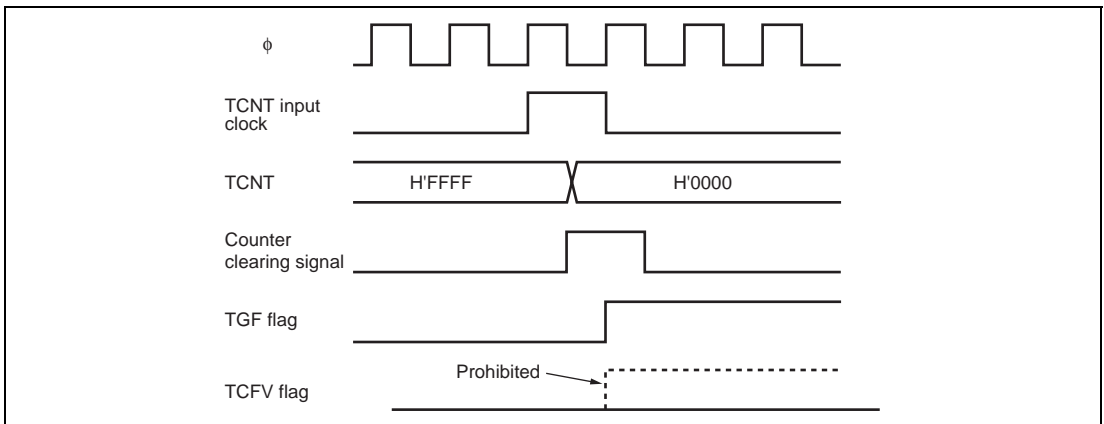 ϕ
TCNT input
clock
TCNT
H'FFFF
H'0000
Counter
clearing signal
TGF flag
Prohibited
TCFV flag